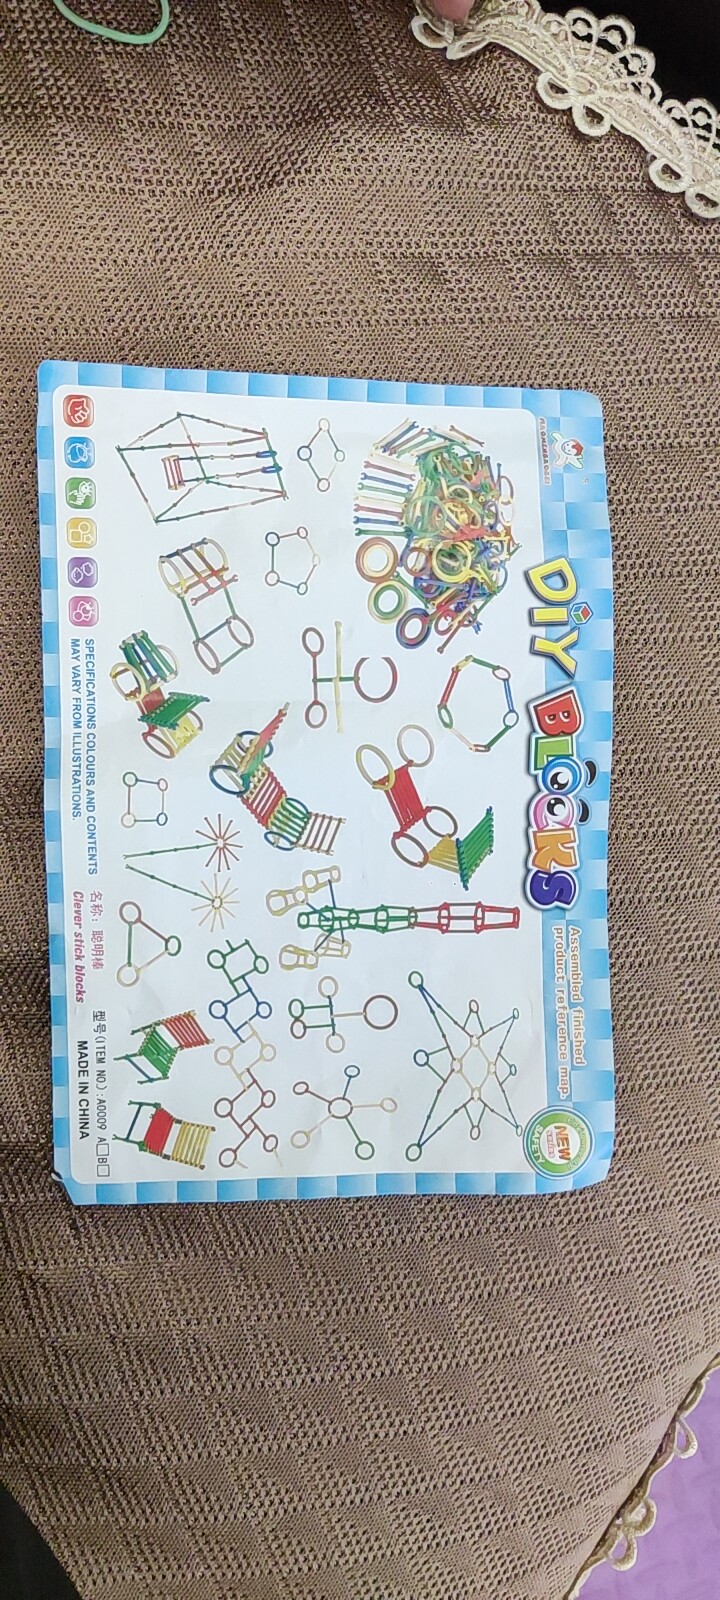 DIY BLOCKS
Assembled finished
product reference map.
NEW
series
SAFETY
SPECIFICATIONS COLOURS AND CONTENTS
MAY VARY FROM ILLUSTRATIONS.
名称: 聪明棒 型号(ITEM NO.):A0009 A□B□
Clever stick blocks MADE IN CHINA